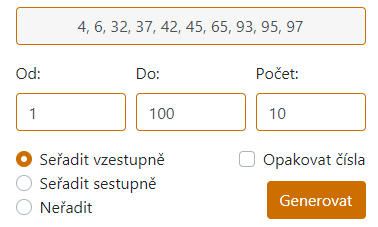 4, 6, 32, 37, 42, 45, 65, 93, 95, 97
Od: Do: Počet:
1 100 10
Seřadit vzestupně Opakovat čísla
Seřadit sestupně
Neřadit
Generovat